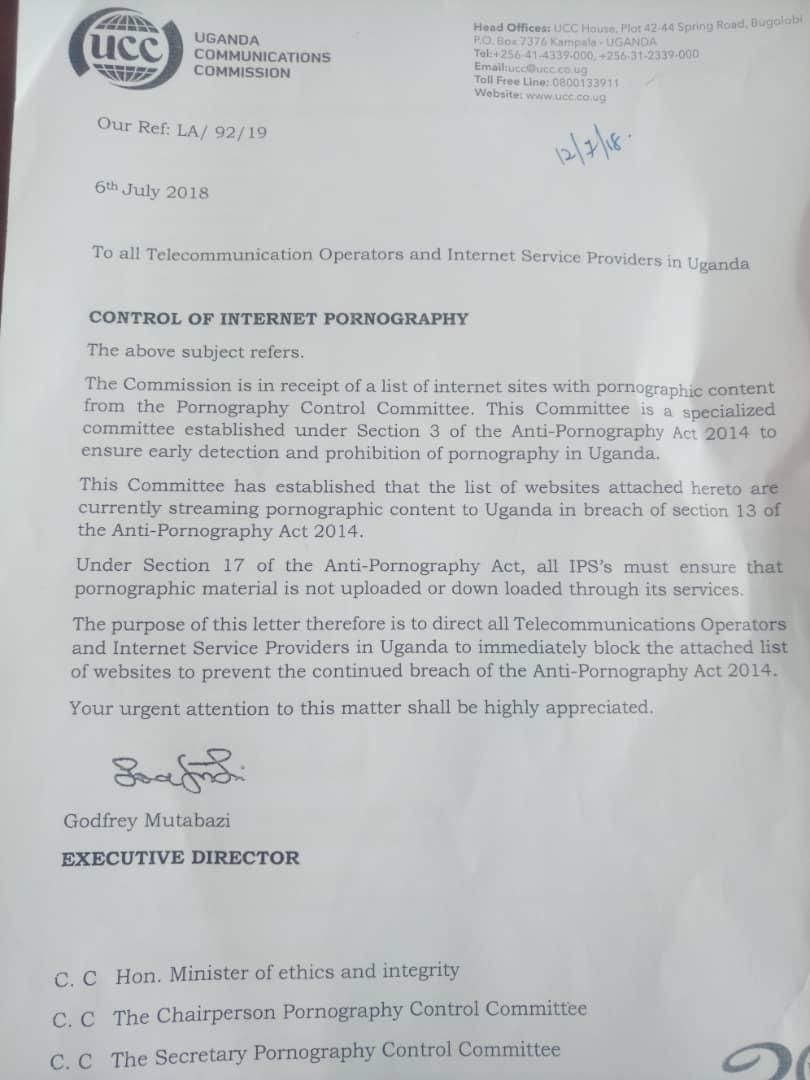 ucc
UGANDA
COMMUNICATIONS
COMMISSION
Head Offices: UCC House, Plot 42-44 Spring Road, Bugolobi
P.O. Box 7376 Kampala - UGANDA
Tel:+256-41-4339-000, +256-31-2339-000
Email:ucc@ucc.co.ug
Toll Free Line: 0800133911
Website: www.ucc.co.ug
Our Ref: LA/ 92/19
12/7/18.
6th July 2018
To all Telecommunication Operators and Internet Service Providers in Uganda
CONTROL OF INTERNET PORNOGRAPHY
The above subject refers.
The Commission is in receipt of a list of internet sites with pornographic content
from the Pornography Control Committee. This Committee is a specialized
committee established under Section 3 of the Anti-Pornography Act 2014 to
ensure early detection and prohibition of pornography in Uganda.
This Committee has established that the list of websites attached hereto are
currently streaming pornographic content to Uganda in breach of section 13 of
the Anti-Pornography Act 2014.
Under Section 17 of the Anti-Pornography Act, all IPS's must ensure that
pornographic material is not uploaded or down loaded through its services.
The purpose of this letter therefore is to direct all Telecommunications Operators
and Internet Service Providers in Uganda to immediately block the attached list
of websites to prevent the continued breach of the Anti-Pornography Act 2014.
Your urgent attention to this matter shall be highly appreciated.
Godfrey Mutabazi
EXECUTIVE DIRECTOR
C. C Hon. Minister of ethics and integrity
C. C The Chairperson Pornography Control Committee
C. C The Secretary Pornography Control Committee